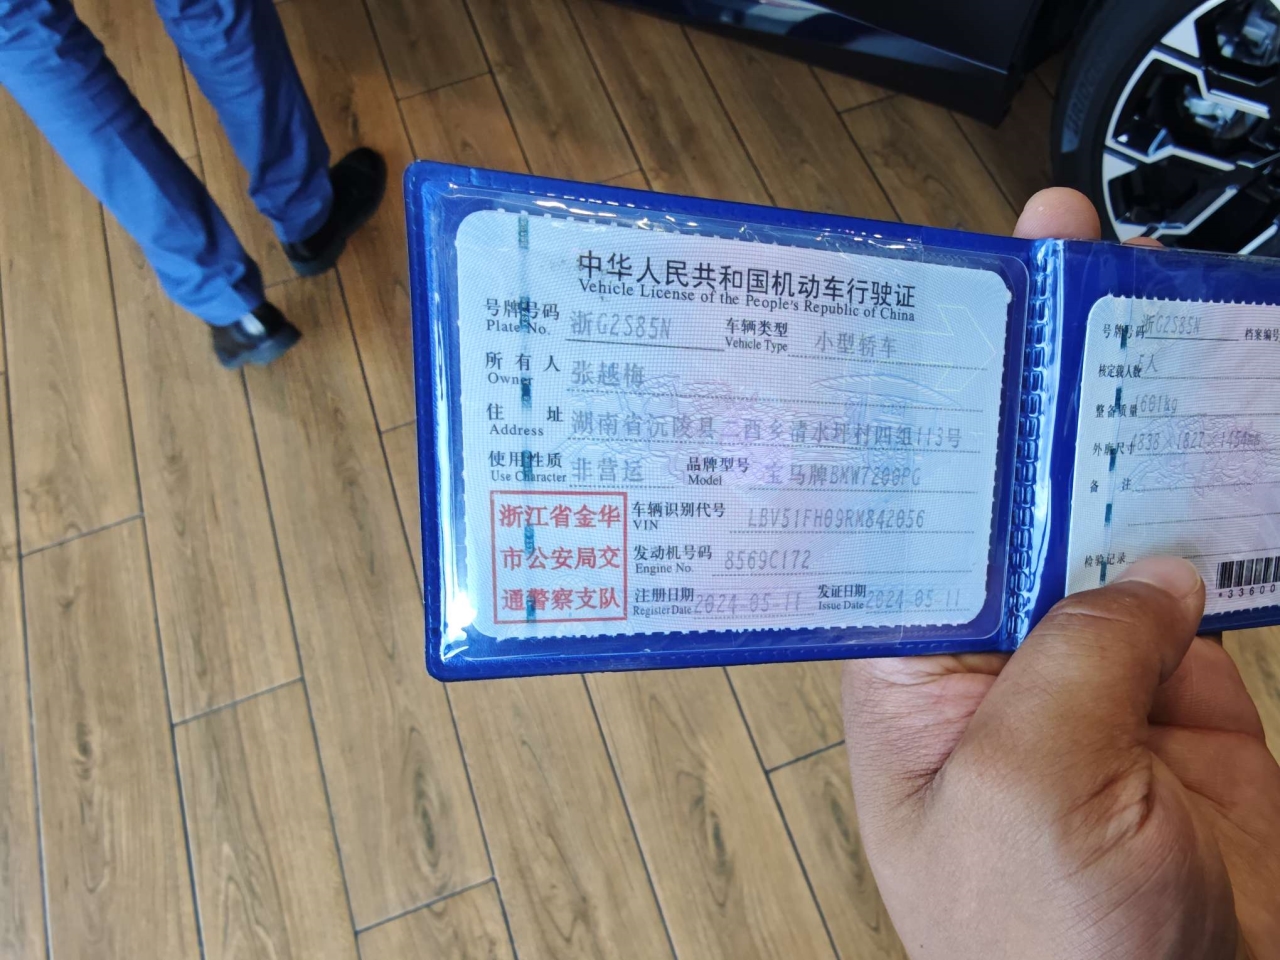 中华人民共和国机动车行驶证
Vehicle License of the People's Republic of China
号牌号码 浙G2S85N 车辆类型 小型轿车
Plate No. Vehicle Type
所有人 张越梅
Owner
住址 湖南省沅陵县二酉乡清水坪村四组113号
Address
使用性质 非营运 品牌型号 宝马牌BMW7200PG
Use Character Model
浙江省金华
市公安局交
通警察支队
车辆识别代号 LBV51FH09RMX842056
VIN
发动机号码 8569C172
Engine No.
注册日期 2024-05-11 发证日期 2024-05-11
Register Date Issue Date
号牌号码 浙G2S85N 档案编号
核定载人数 5人
整备质量 1601kg
外廓尺寸 4838×1827×1454mm
备注
检验记录
*33600